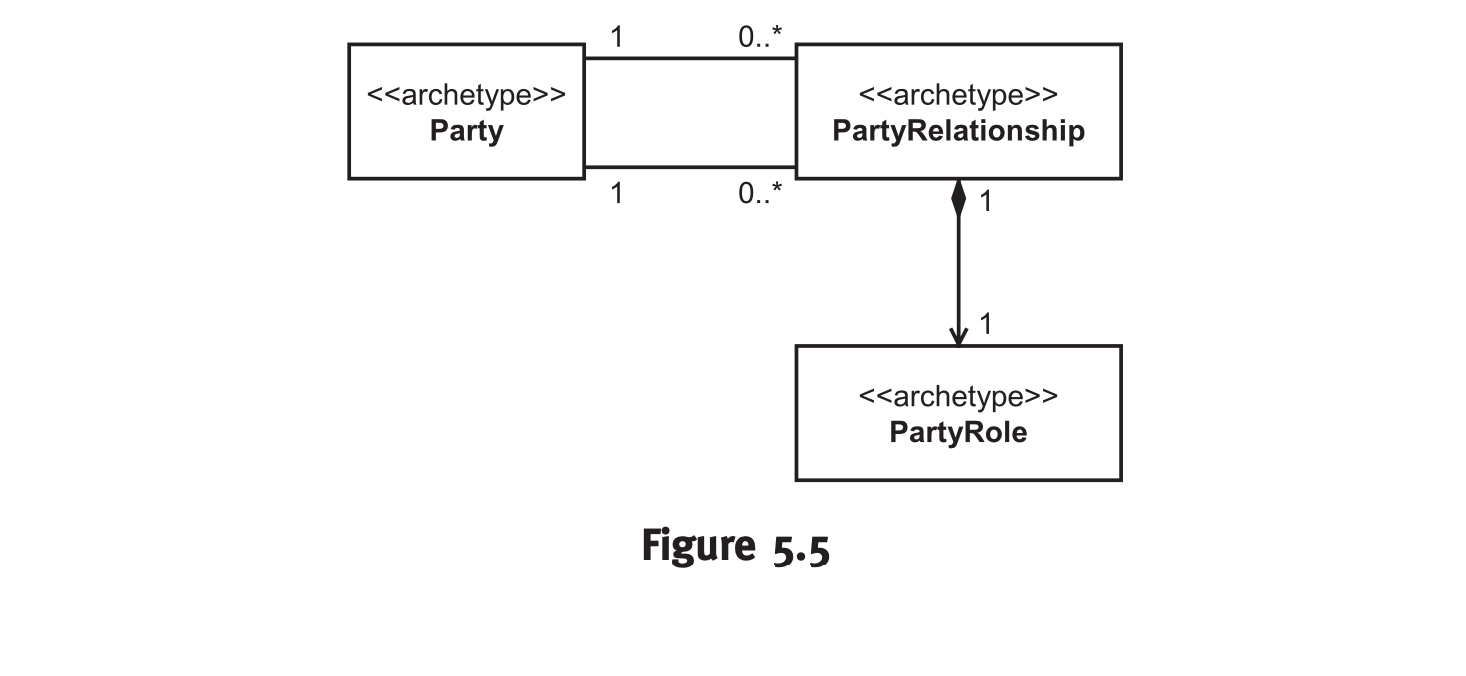 1 0..*
<<archetype>>
Party
<<archetype>>
PartyRelationship
1 0..*
1
1
<<archetype>>
PartyRole
Figure 5.5